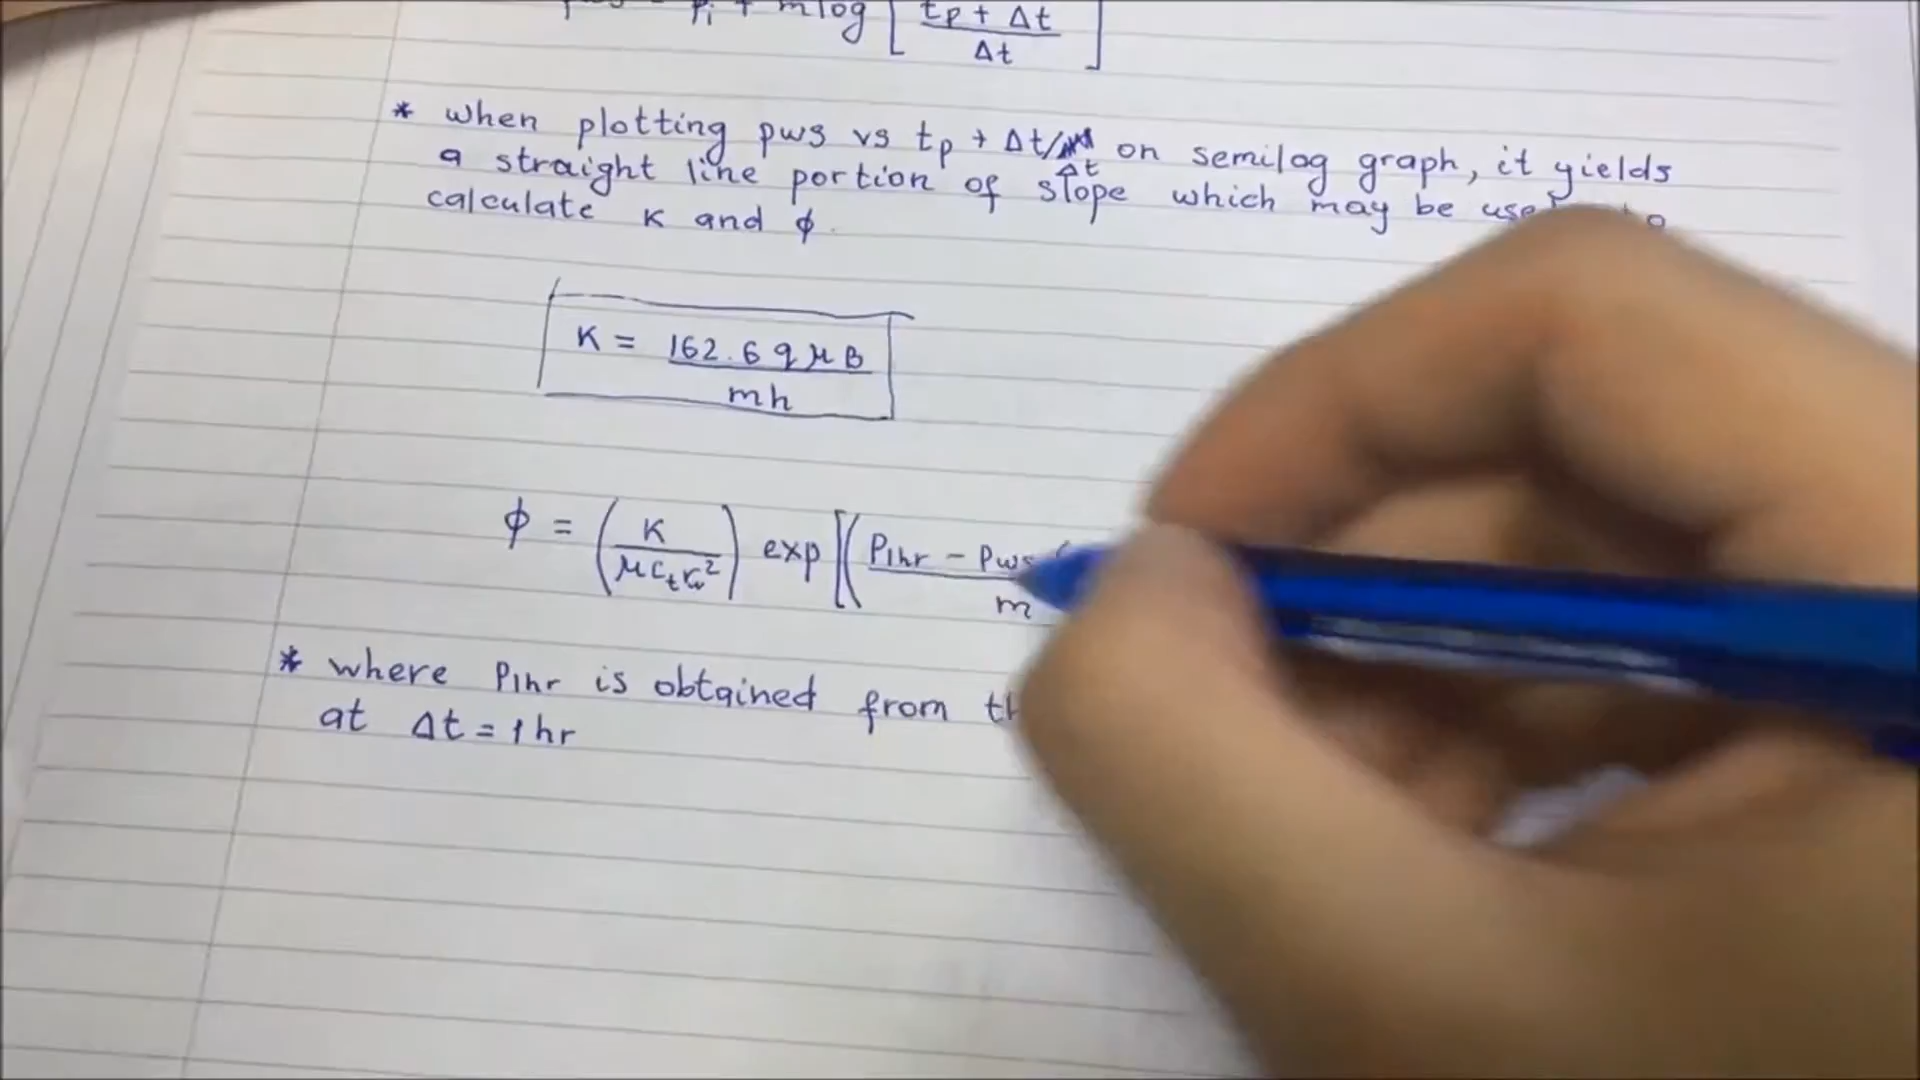 pi + m log [ tp + Δt / Δt ]
* when plotting pws vs tp + Δt/Δt on semilog graph, it yields
a straight line portion of slope which may be
calculate K and ϕ.
K = 162.6 q μ B / mh
ϕ = ( K / μ ct rw² ) exp [( P1hr - Pws / m
* where P1hr is obtained from
at Δt = 1 hr